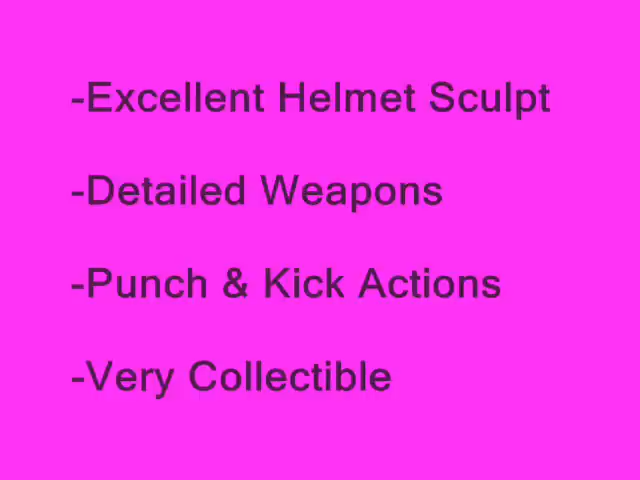 -Excellent Helmet Sculpt
-Detailed Weapons
-Punch & Kick Actions
-Very Collectible